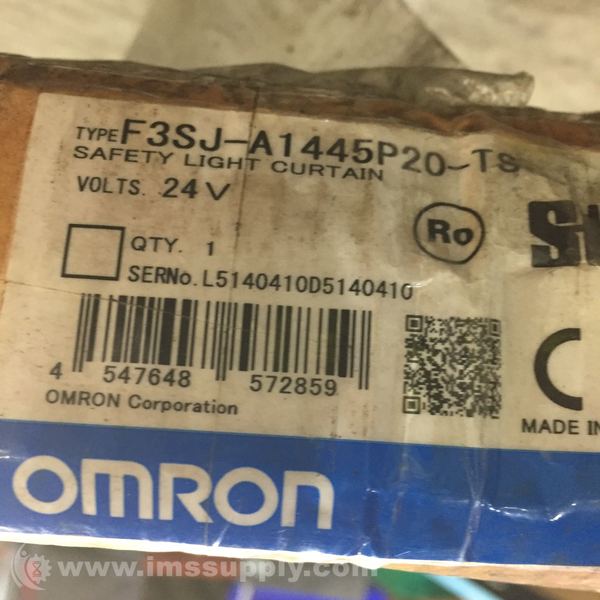 TYPE F3SJ-A1445P20-TS
SAFETY LIGHT CURTAIN
VOLTS. 24V
Ro
QTY. 1
SERNo. L5140410D5140410
4 547648 572859
OMRON Corporation
MADE IN
OMRON
www.imssupply.com